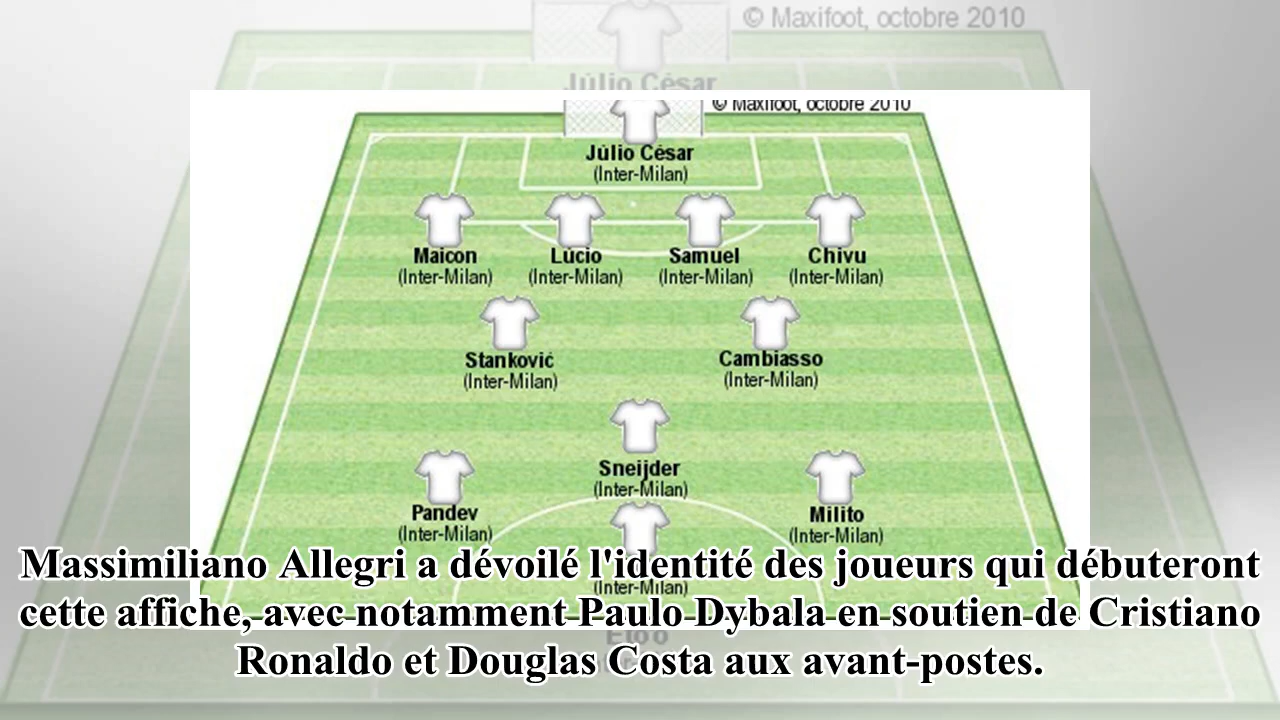 © Maxifoot, octobre 2010
Júlio César
© Maxifoot, octobre 2010
Júlio César
(Inter-Milan)
Maicon Lúcio Samuel Chivu
(Inter-Milan) (Inter-Milan) (Inter-Milan) (Inter-Milan)
Stanković Cambiasso
(Inter-Milan) (Inter-Milan)
Sneijder
(Inter-Milan)
Pandev Milito
(Inter-Milan) (Inter-Milan)
(Inter-Milan)
Massimiliano Allegri a dévoilé l'identité des joueurs qui débuteront
cette affiche, avec notamment Paulo Dybala en soutien de Cristiano
Ronaldo et Douglas Costa aux avant-postes.